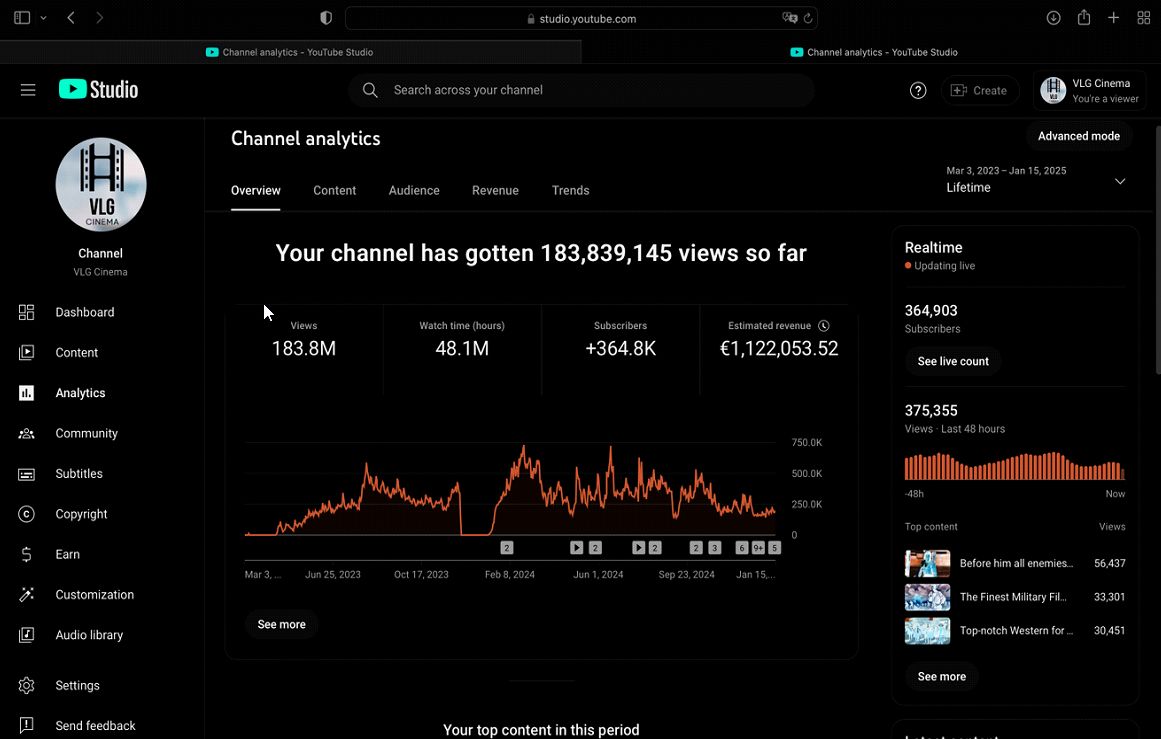 studio.youtube.com
Channel analytics - YouTube Studio
Channel analytics - YouTube Studio
Studio
Search across your channel
Create
VLG Cinema
You're a viewer
VLG
CINEMA
Channel
VLG Cinema
Dashboard
Content
Analytics
Community
Subtitles
Copyright
Earn
Customization
Audio library
Settings
Send feedback
Channel analytics
Advanced mode
Overview
Content
Audience
Revenue
Trends
Mar 3, 2023 – Jan 15, 2025
Lifetime
Your channel has gotten 183,839,145 views so far
Views
183.8M
Watch time (hours)
48.1M
Subscribers
+364.8K
Estimated revenue
€1,122,053.52
750.0K
500.0K
250.0K
0
2
2
2
2
3
6
9+
5
Mar 3, ...
Jun 25, 2023
Oct 17, 2023
Feb 8, 2024
Jun 1, 2024
Sep 23, 2024
Jan 15,...
See more
Your top content in this period
Realtime
Updating live
364,903
Subscribers
See live count
375,355
Views · Last 48 hours
-48h
Now
Top content
Views
Before him all enemies...
56,437
The Finest Military Fil...
33,301
Top-notch Western for ...
30,451
See more